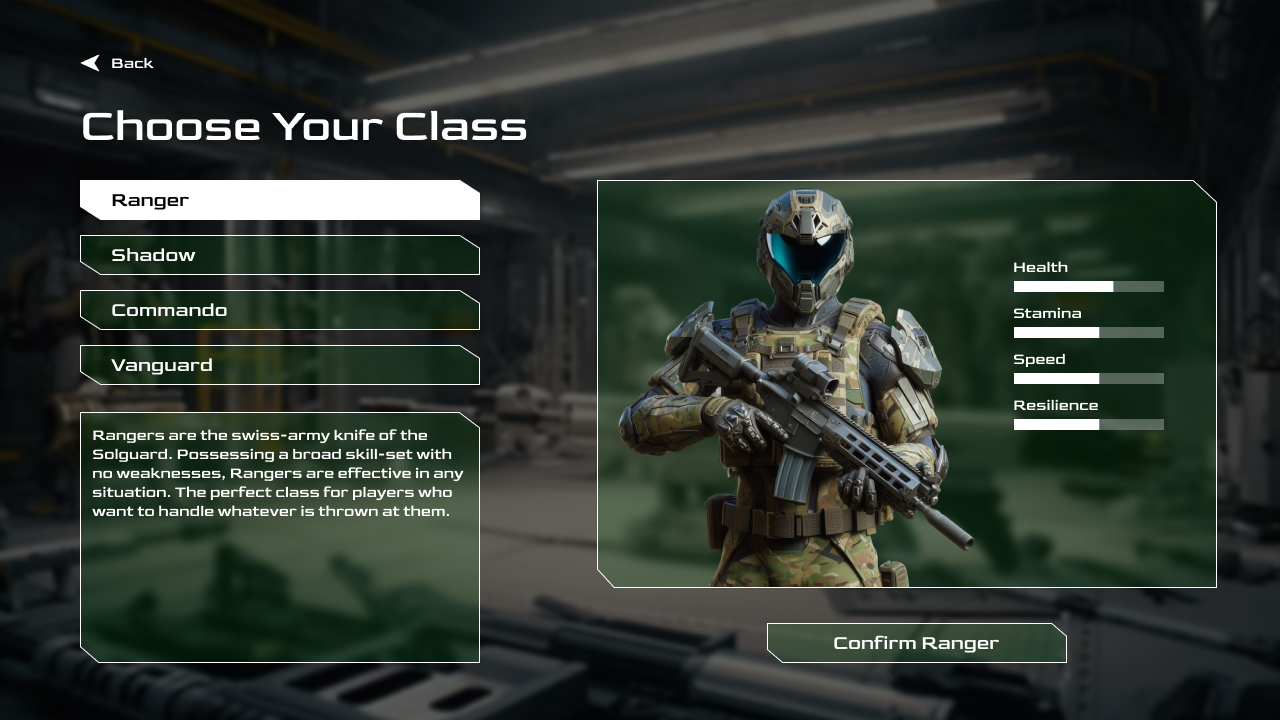 Back
Choose Your Class
Ranger
Shadow
Commando
Vanguard
Rangers are the swiss-army knife of the
Solguard. Possessing a broad skill-set with
no weaknesses, Rangers are effective in any
situation. The perfect class for players who
want to handle whatever is thrown at them.
Health
Stamina
Speed
Resilience
Confirm Ranger